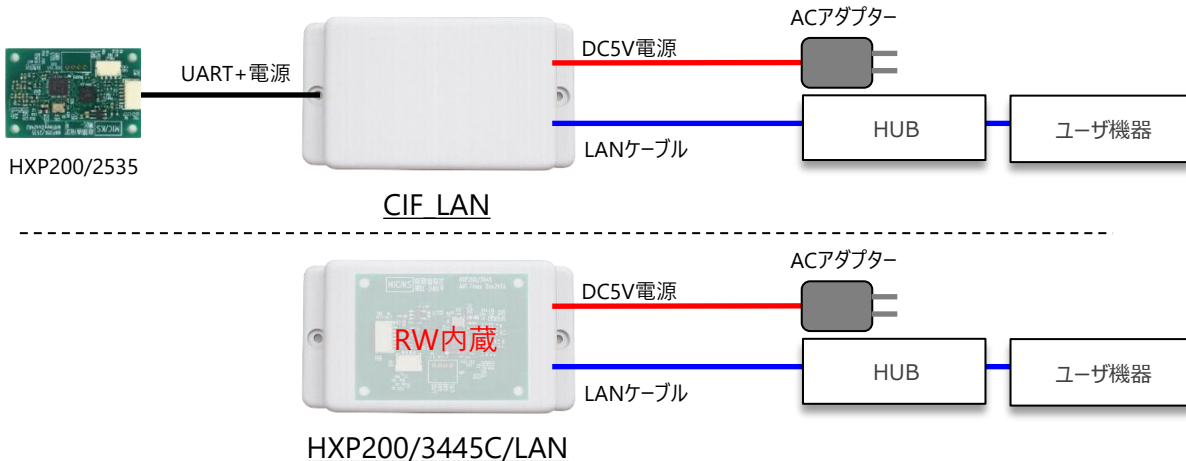 ACアダプター
DC5V電源
UART+電源
HUB
ユーザ機器
LANケーブル
HXP200/2535
CIF_LAN
ACアダプター
DC5V電源
RW内蔵
HUB
ユーザ機器
LANケーブル
HXP200/3445C/LAN